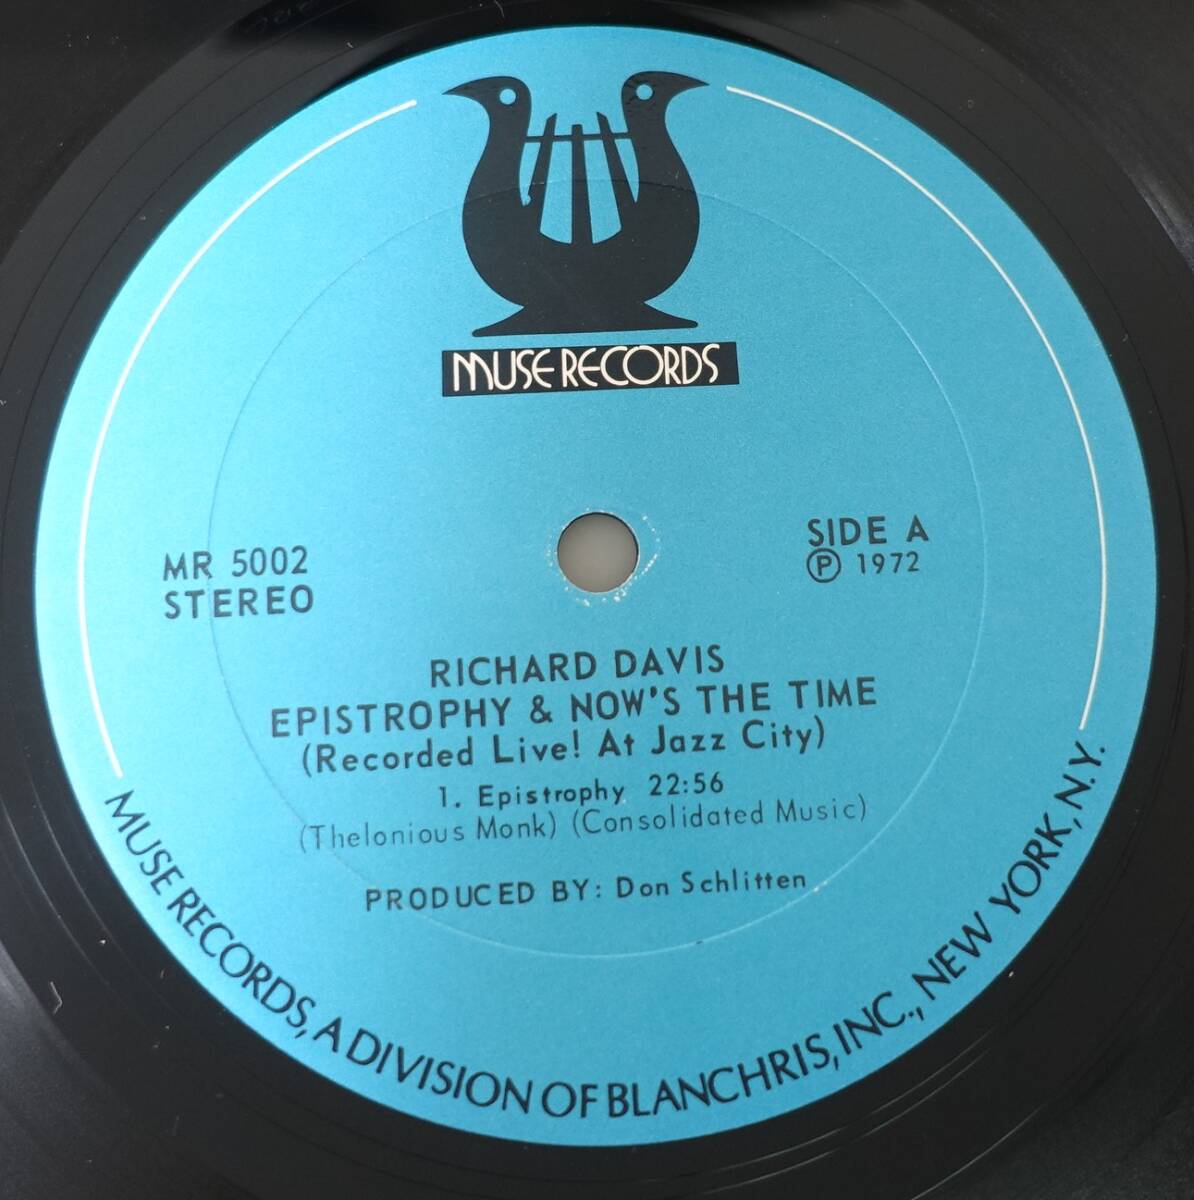 MUSE RECORDS
MR 5002
STEREO
SIDE A
Ⓟ 1972
RICHARD DAVIS
EPISTROPHY & NOW'S THE TIME
(Recorded Live! At Jazz City)
1. Epistrophy 22:56
(Thelonious Monk) (Consolidated Music)
PRODUCED BY: Don Schlitten
MUSE RECORDS, A DIVISION OF BLANCHRIS, INC., NEW YORK, N.Y.